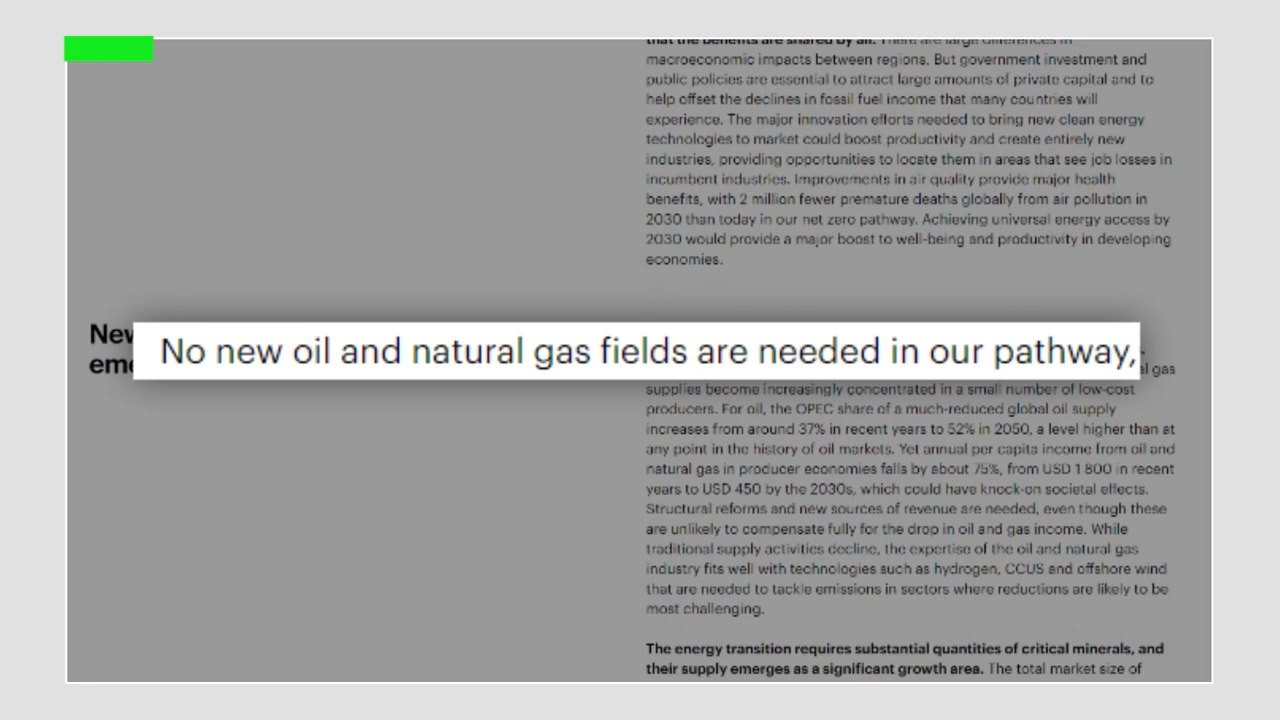 that the benefits are shared by all. There are large differences in
macroeconomic impacts between regions. But government investment and
public policies are essential to attract large amounts of private capital and to
help offset the declines in fossil fuel income that many countries will
experience. The major innovation efforts needed to bring new clean energy
technologies to market could boost productivity and create entirely new
industries, providing opportunities to locate them in areas that see job losses in
incumbent industries. Improvements in air quality provide major health
benefits, with 2 million fewer premature deaths globally from air pollution in
2030 than today in our net zero pathway. Achieving universal energy access by
2030 would provide a major boost to well-being and productivity in developing
economies.
New
No new oil and natural gas fields are needed in our pathway,
gas
supplies become increasingly concentrated in a small number of low-cost
producers. For oil, the OPEC share of a much-reduced global oil supply
increases from around 37% in recent years to 52% in 2050, a level higher than at
any point in the history of oil markets. Yet annual per capita income from oil and
natural gas in producer economies falls by about 75%, from USD 1 800 in recent
years to USD 450 by the 2030s, which could have knock-on societal effects.
Structural reforms and new sources of revenue are needed, even though these
are unlikely to compensate fully for the drop in oil and gas income. While
traditional supply activities decline, the expertise of the oil and natural gas
industry fits well with technologies such as hydrogen, CCUS and offshore wind
that are needed to tackle emissions in sectors where reductions are likely to be
most challenging.
The energy transition requires substantial quantities of critical minerals, and
their supply emerges as a significant growth area. The total market size of